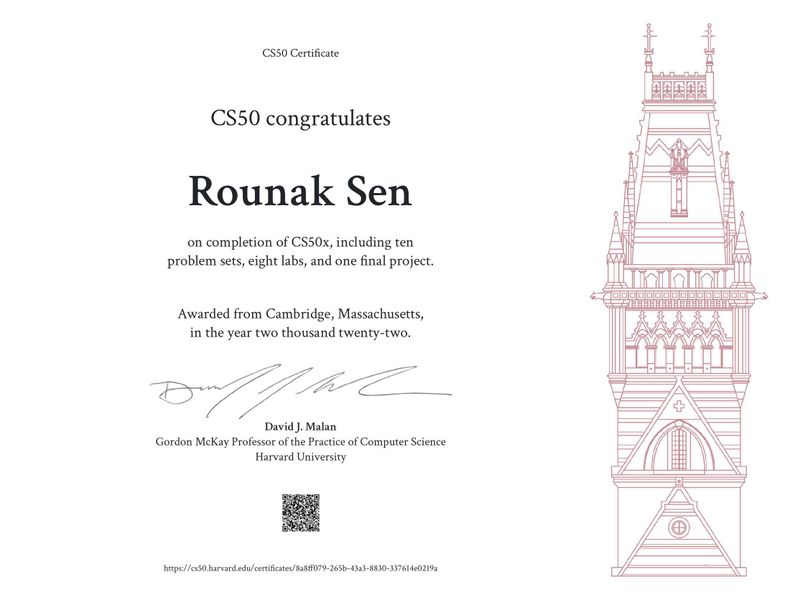 CS50 Certificate
CS50 congratulates
Rounak Sen
on completion of CS50x, including ten
problem sets, eight labs, and one final project.
Awarded from Cambridge, Massachusetts,
in the year two thousand twenty-two.
David J. Malan
Gordon McKay Professor of the Practice of Computer Science
Harvard University
https://cs50.harvard.edu/certificates/8a8ff079-265b-43a3-8830-337614e0219a